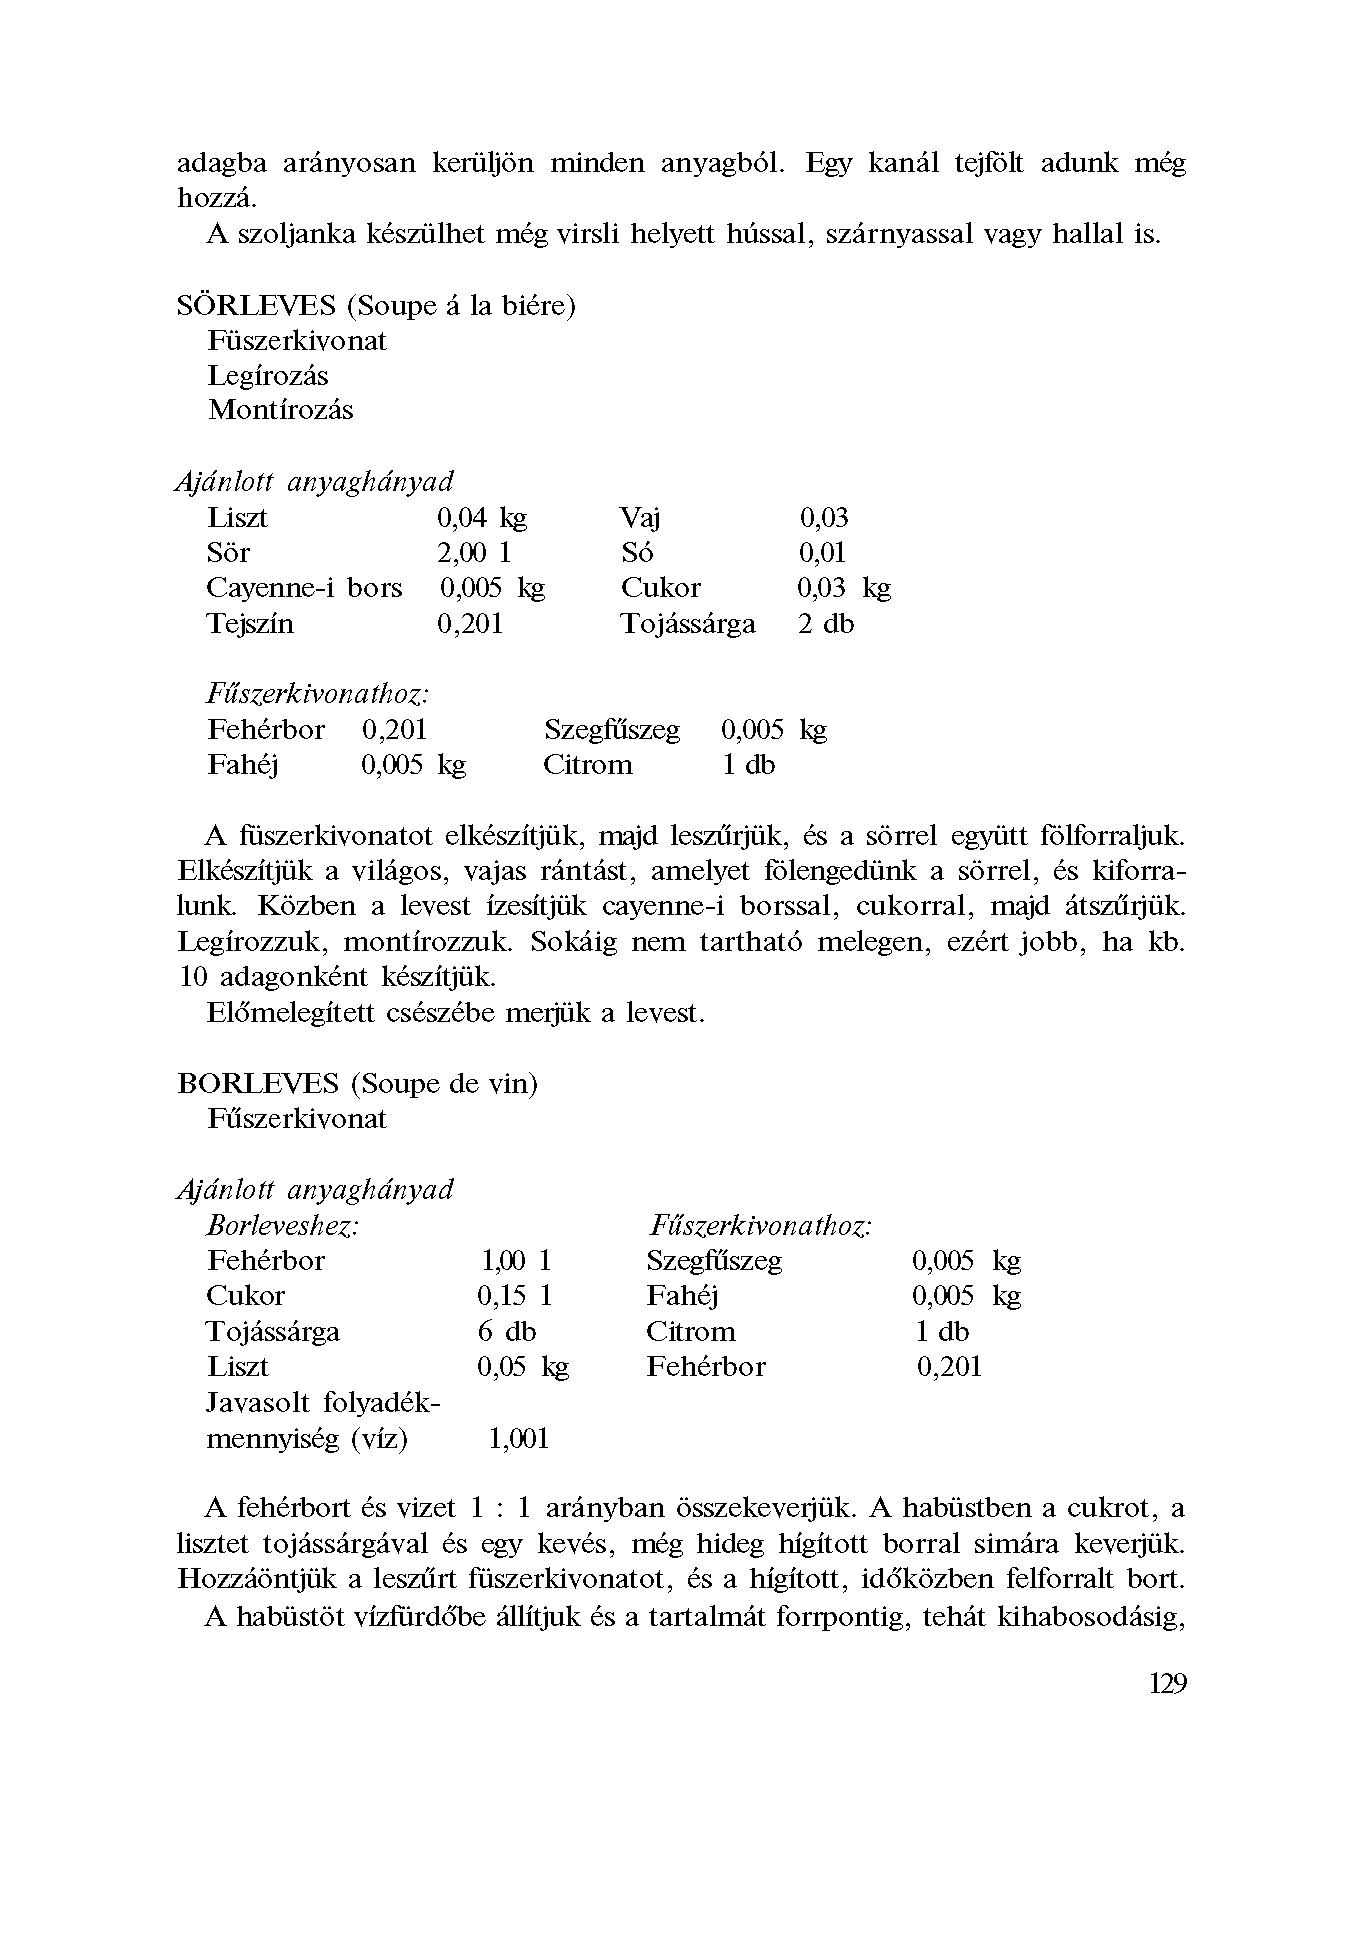 adagba arányosan kerüljön minden anyagból. Egy kanál tejfölt adunk még
hozzá.
A szoljanka készülhet még virsli helyett hússal, szárnyassal vagy hallal is.
SÖRLEVES (Soupe á la biére)
Füszerkivonat
Legírozás
Montírozás
Ajánlott anyaghányad
Liszt 0,04 kg Vaj 0,03
Sör 2,00 1 Só 0,01
Cayenne-i bors 0,005 kg Cukor 0,03 kg
Tejszín 0,201 Tojássárga 2 db
Fűszerkivonathoz:
Fehérbor 0,201 Szegfűszeg 0,005 kg
Fahéj 0,005 kg Citrom 1 db
A füszerkivonatot elkészítjük, majd leszűrjük, és a sörrel együtt fölforraljuk.
Elkészítjük a világos, vajas rántást, amelyet fölengedünk a sörrel, és kiforra-
lunk. Közben a levest ízesítjük cayenne-i borssal, cukorral, majd átszűrjük.
Legírozzuk, montírozzuk. Sokáig nem tartható melegen, ezért jobb, ha kb.
10 adagonként készítjük.
Előmelegített csészébe merjük a levest.
BORLEVES (Soupe de vin)
Fűszerkivonat
Ajánlott anyaghányad
Borleveshez: Fűszerkivonathoz:
Fehérbor 1,00 1 Szegfűszeg 0,005 kg
Cukor 0,15 1 Fahéj 0,005 kg
Tojássárga 6 db Citrom 1 db
Liszt 0,05 kg Fehérbor 0,201
Javasolt folyadék-
mennyiség (víz) 1,001
A fehérbort és vizet 1 : 1 arányban összekeverjük. A habüstben a cukrot, a
lisztet tojássárgával és egy kevés, még hideg hígított borral simára keverjük.
Hozzáöntjük a leszűrt füszerkivonatot, és a hígított, időközben felforralt bort.
A habüstöt vízfürdőbe állítjuk és a tartalmát forrpontig, tehát kihabosodásig,
129